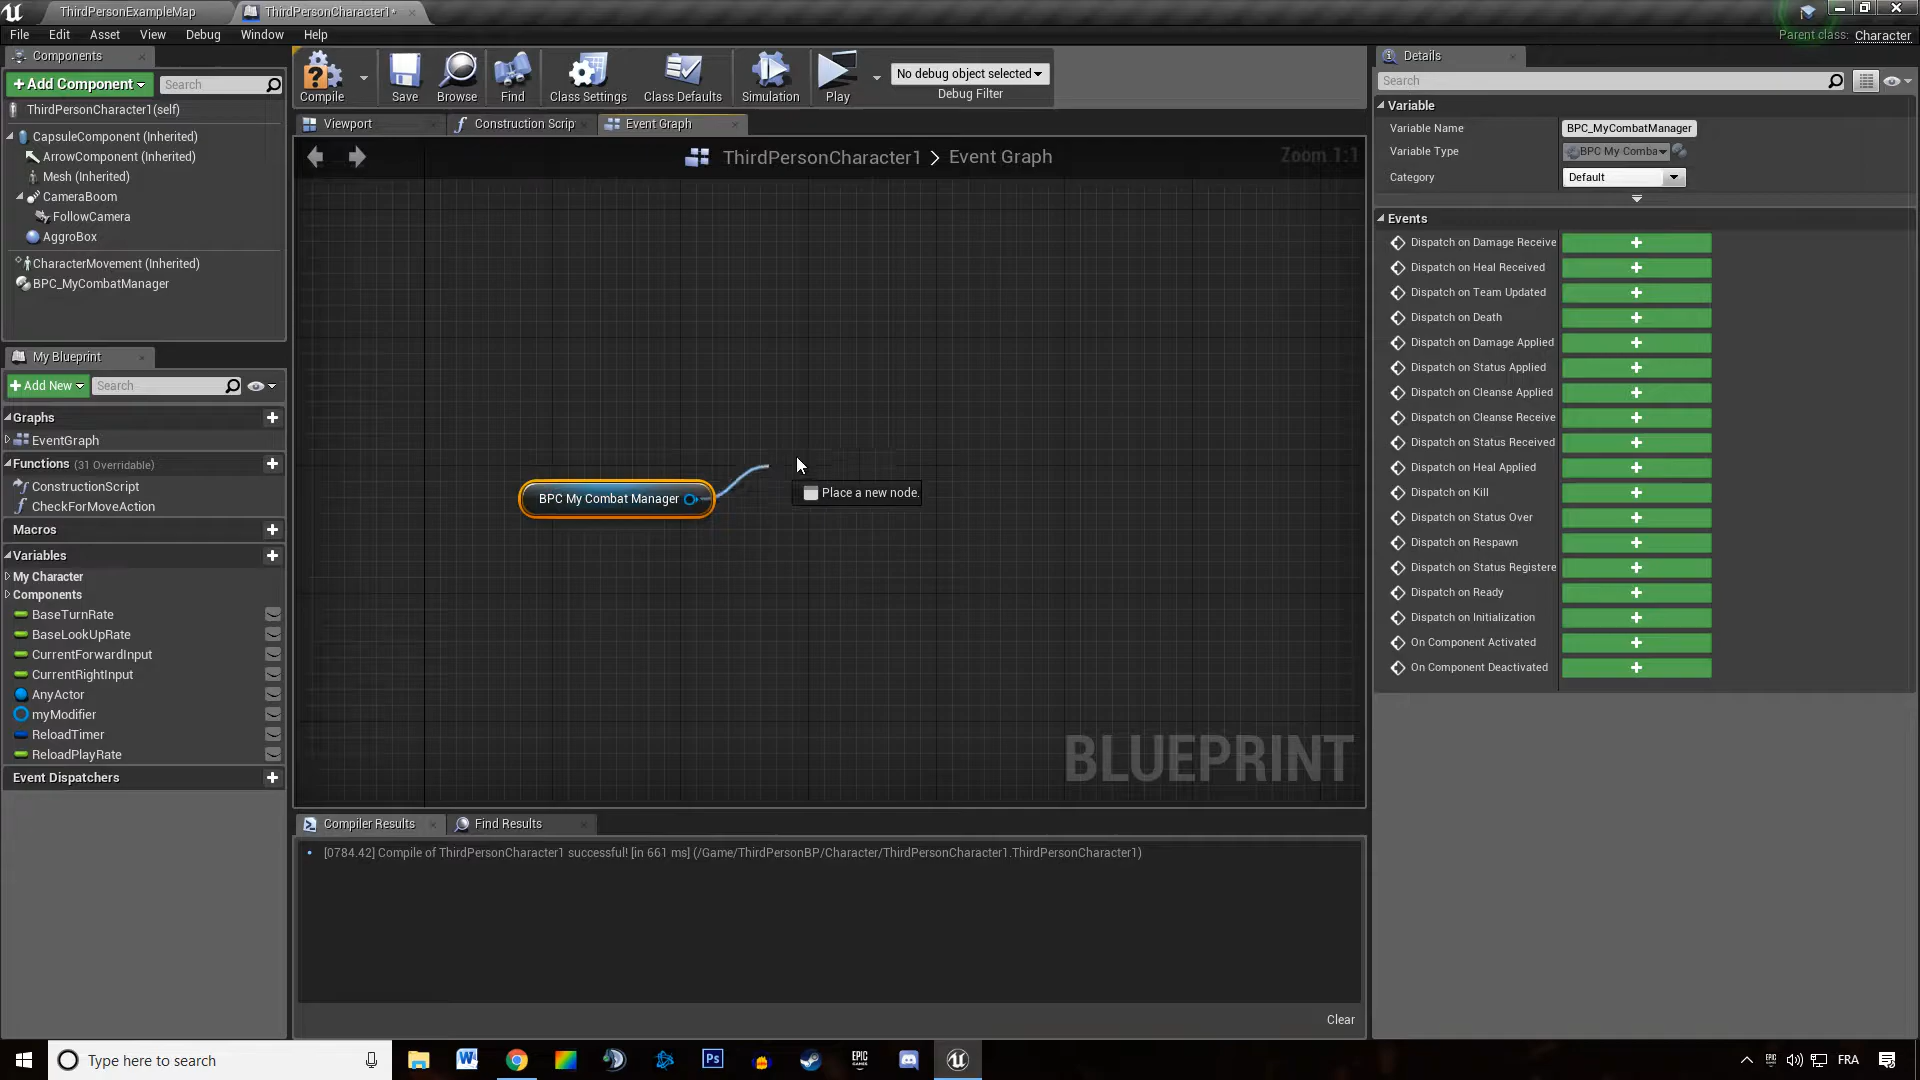 ThirdPersonExampleMap
ThirdPersonCharacter1*
File Edit Asset View Debug Window Help
Parent class: Character
Components
+Add Component
Search
ThirdPersonCharacter1(self)
CapsuleComponent (Inherited)
ArrowComponent (Inherited)
Mesh (Inherited)
CameraBoom
FollowCamera
AggroBox
CharacterMovement (Inherited)
BPC_MyCombatManager
My Blueprint
+Add New
Search
Graphs
EventGraph
Functions (31 Overridable)
ConstructionScript
CheckForMoveAction
Macros
Variables
My Character
Components
BaseTurnRate
BaseLookUpRate
CurrentForwardInput
CurrentRightInput
AnyActor
myModifier
ReloadTimer
ReloadPlayRate
Event Dispatchers
Compile
Save
Browse
Find
Class Settings
Class Defaults
Simulation
Play
No debug object selected
Debug Filter
Viewport
Construction Scrip
Event Graph
ThirdPersonCharacter1 > Event Graph
Zoom 1:1
BPC My Combat Manager
Place a new node.
BLUEPRINT
Compiler Results
Find Results
[0784.42] Compile of ThirdPersonCharacter1 successful! [in 661 ms] (/Game/ThirdPersonBP/Character/ThirdPersonCharacter1.ThirdPersonCharacter1)
Clear
Details
Search
Variable
Variable Name BPC_MyCombatManager
Variable Type BPC My Comba
Category Default
Events
Dispatch on Damage Receive
Dispatch on Heal Received
Dispatch on Team Updated
Dispatch on Death
Dispatch on Damage Applied
Dispatch on Status Applied
Dispatch on Cleanse Applied
Dispatch on Cleanse Receive
Dispatch on Status Received
Dispatch on Heal Applied
Dispatch on Kill
Dispatch on Status Over
Dispatch on Respawn
Dispatch on Status Registere
Dispatch on Ready
Dispatch on Initialization
On Component Activated
On Component Deactivated
Type here to search
Ps
EPIC
GAMES
FRA